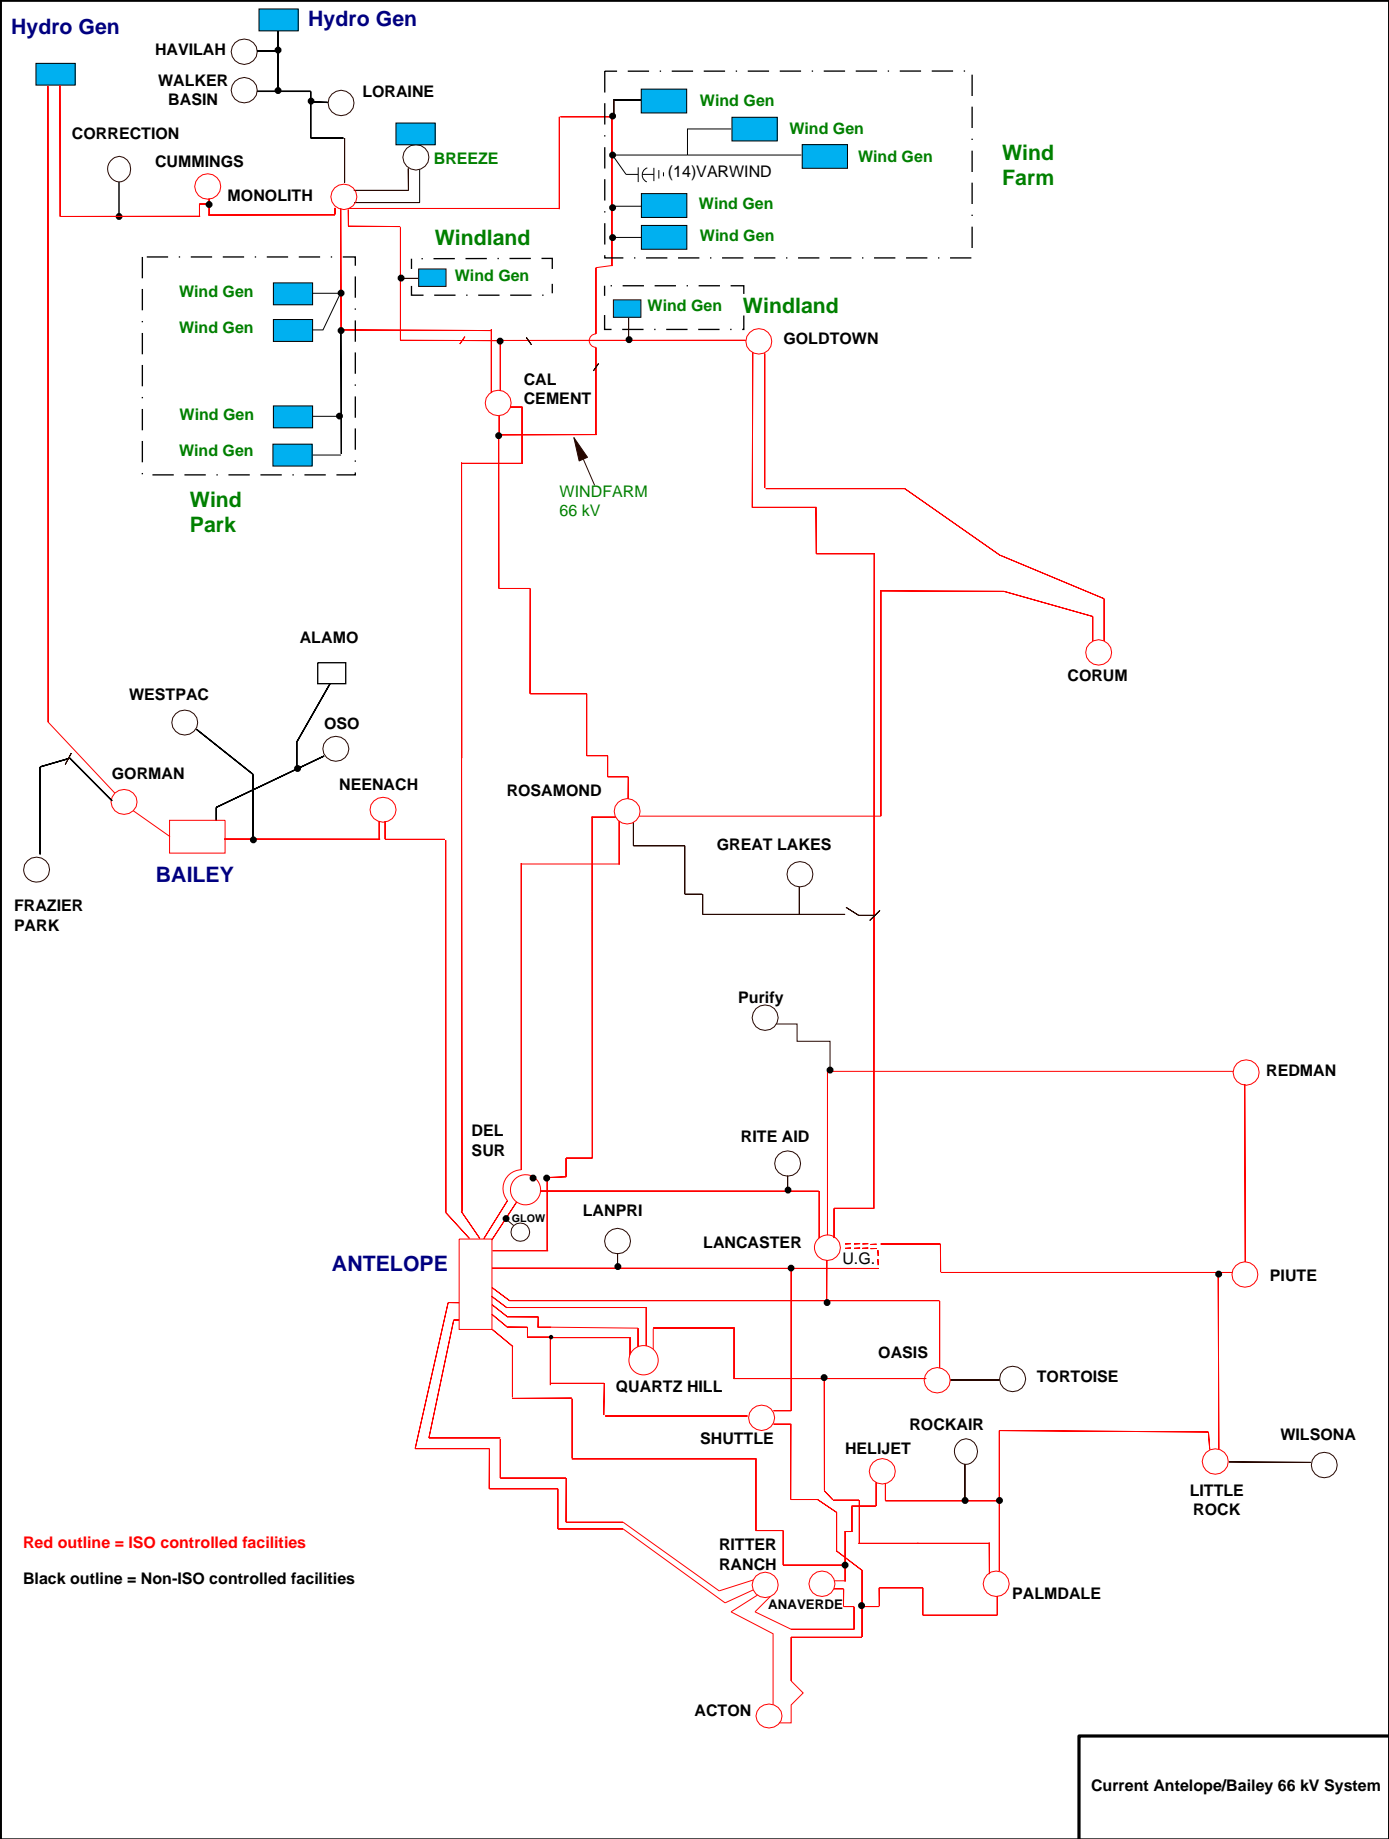 Hydro Gen
Hydro Gen
HAVILAH
WALKER
BASIN
LORAINE
CORRECTION
CUMMINGS
MONOLITH
BREEZE
Wind Gen
Wind Gen
Wind Gen
(14)VARWIND
Wind Gen
Wind Gen
Wind
Farm
Windland
Wind Gen
Wind Gen
Windland
Wind Gen
Wind Gen
Wind Gen
Wind Gen
Wind
Park
GOLDTOWN
CAL
CEMENT
WINDFARM
66 kV
CORUM
ALAMO
WESTPAC
OSO
GORMAN
NEENACH
BAILEY
FRAZIER
PARK
ROSAMOND
GREAT LAKES
Purify
REDMAN
DEL
SUR
RITE AID
GLOW
LANPRI
LANCASTER
U.G.
ANTELOPE
PIUTE
OASIS
TORTOISE
QUARTZ HILL
SHUTTLE
ROCKAIR
HELIJET
WILSONA
LITTLE
ROCK
RITTER
RANCH
ANAVERDE
PALMDALE
ACTON
Red outline = ISO controlled facilities
Black outline = Non-ISO controlled facilities
Current Antelope/Bailey 66 kV System